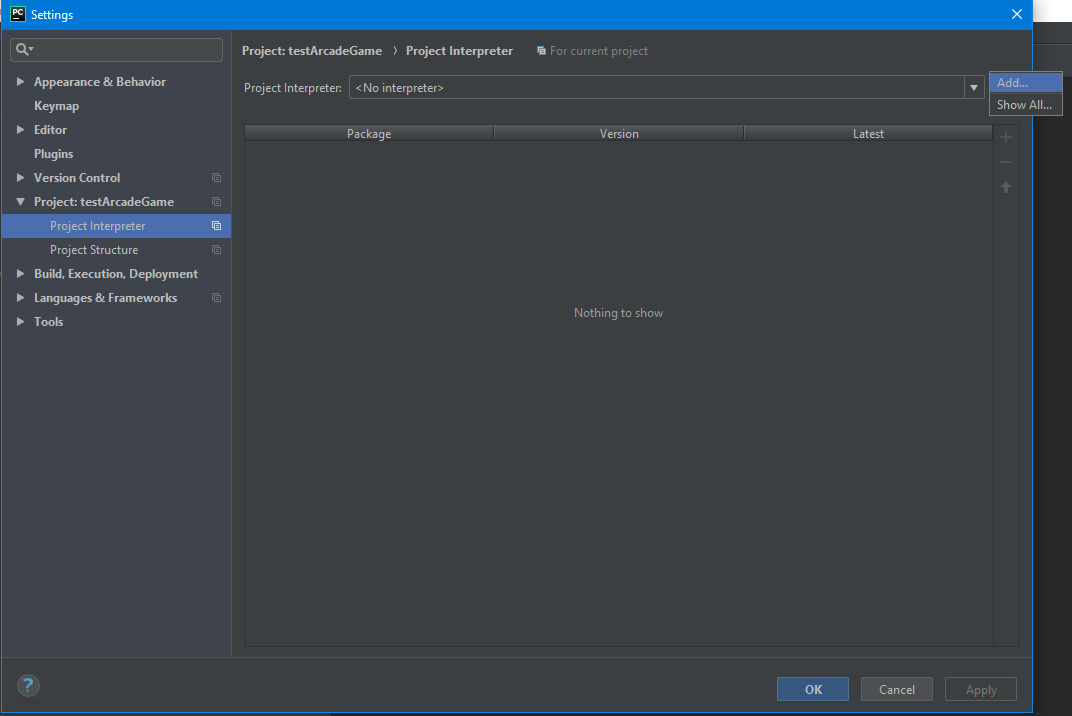 PC Settings
Project: testArcadeGame › Project Interpreter For current project
Project Interpreter: <No interpreter>
Add...
Show All...
Appearance & Behavior
Keymap
Editor
Plugins
Version Control
Project: testArcadeGame
Project Interpreter
Project Structure
Build, Execution, Deployment
Languages & Frameworks
Tools
Package Version Latest
Nothing to show
?
OK Cancel Apply